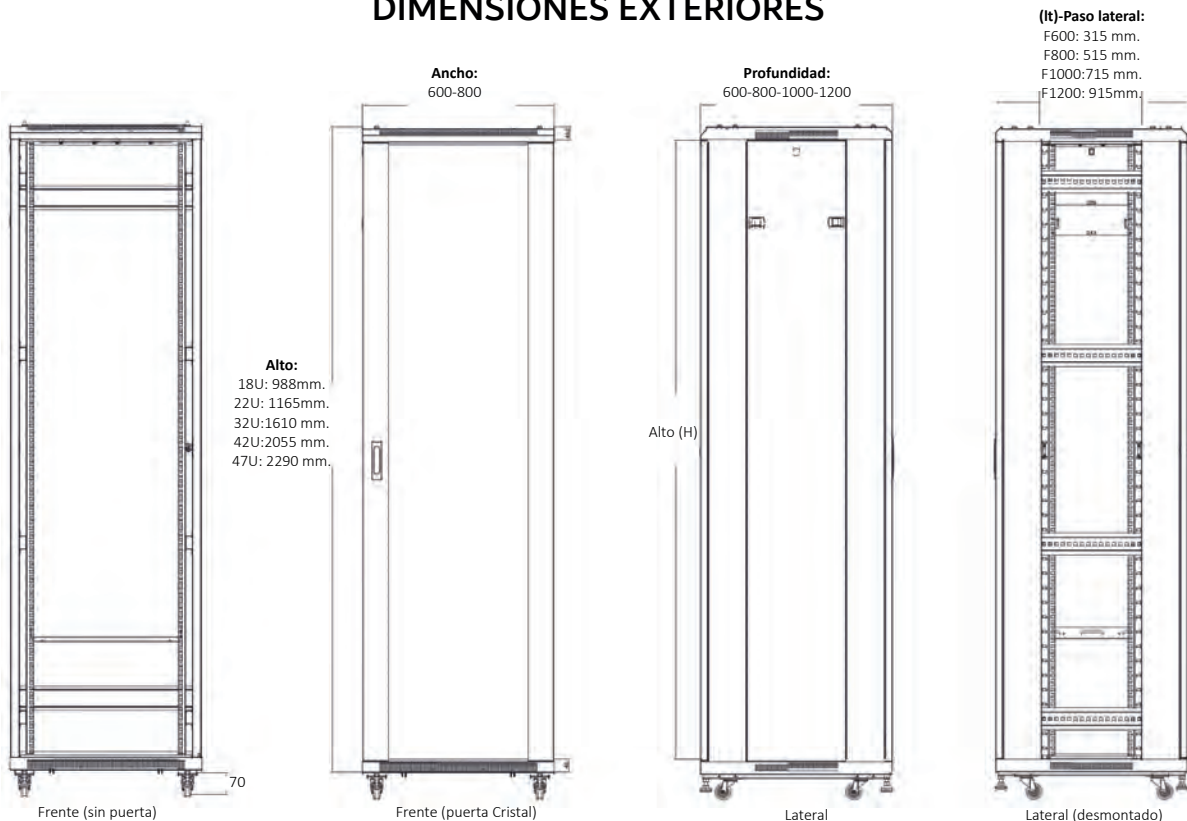 DIMENSIONES EXTERIORES
(lt)-Paso lateral:
F600: 315 mm.
F800: 515 mm.
F1000:715 mm.
F1200: 915mm.
Ancho:
600-800
Profundidad:
600-800-1000-1200
Alto:
18U: 988mm.
22U: 1165mm.
32U:1610 mm.
42U:2055 mm.
47U: 2290 mm.
Alto (H)
70
Frente (sin puerta)
Frente (puerta Cristal)
Lateral
Lateral (desmontado)